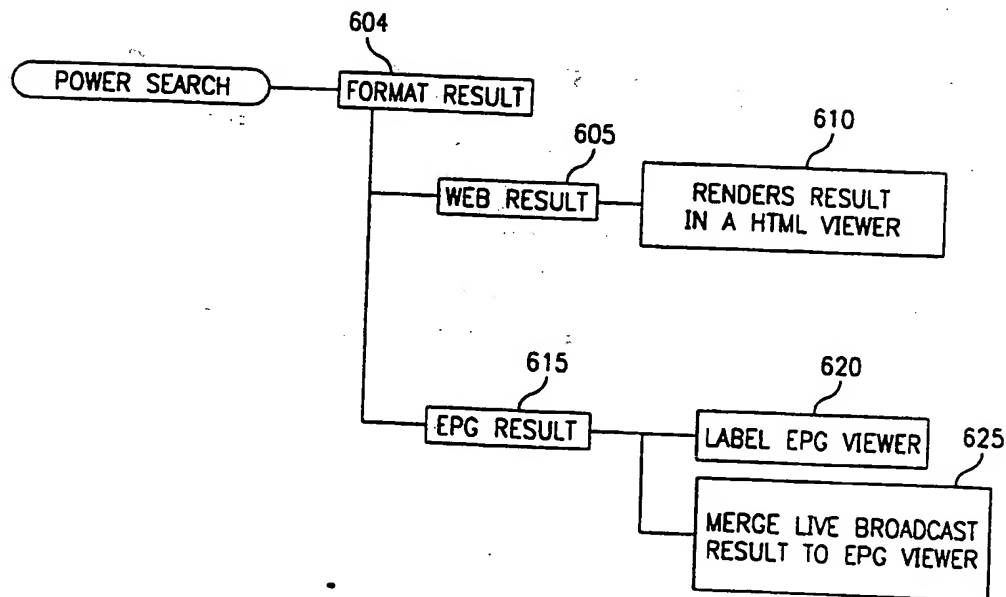 604
POWER SEARCH
FORMAT RESULT
605
WEB RESULT
610
RENDERS RESULT
IN A HTML VIEWER
615
EPG RESULT
620
LABEL EPG VIEWER
625
MERGE LIVE BROADCAST
RESULT TO EPG VIEWER